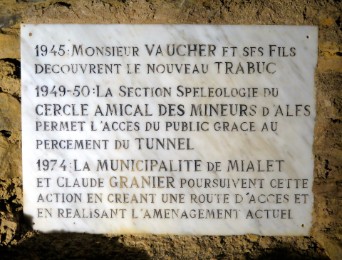 1945: MONSIEUR VAUCHER ET SES FILS
DECOUVRENT LE NOUVEAU TRABUC
1949-50: LA SECTION SPELEOLOGIE DU
CERCLE AMICAL DES MINEURS D'ALES
PERMET L'ACCES DU PUBLIC GRACE AU
PERCEMENT DU TUNNEL
1974: LA MUNICIPALITE DE MIALET
ET CLAUDE GRANIER POURSUIVENT CETTE
ACTION EN CREANT UNE ROUTE D'ACCES ET
EN REALISANT L'AMENAGEMENT ACTUEL